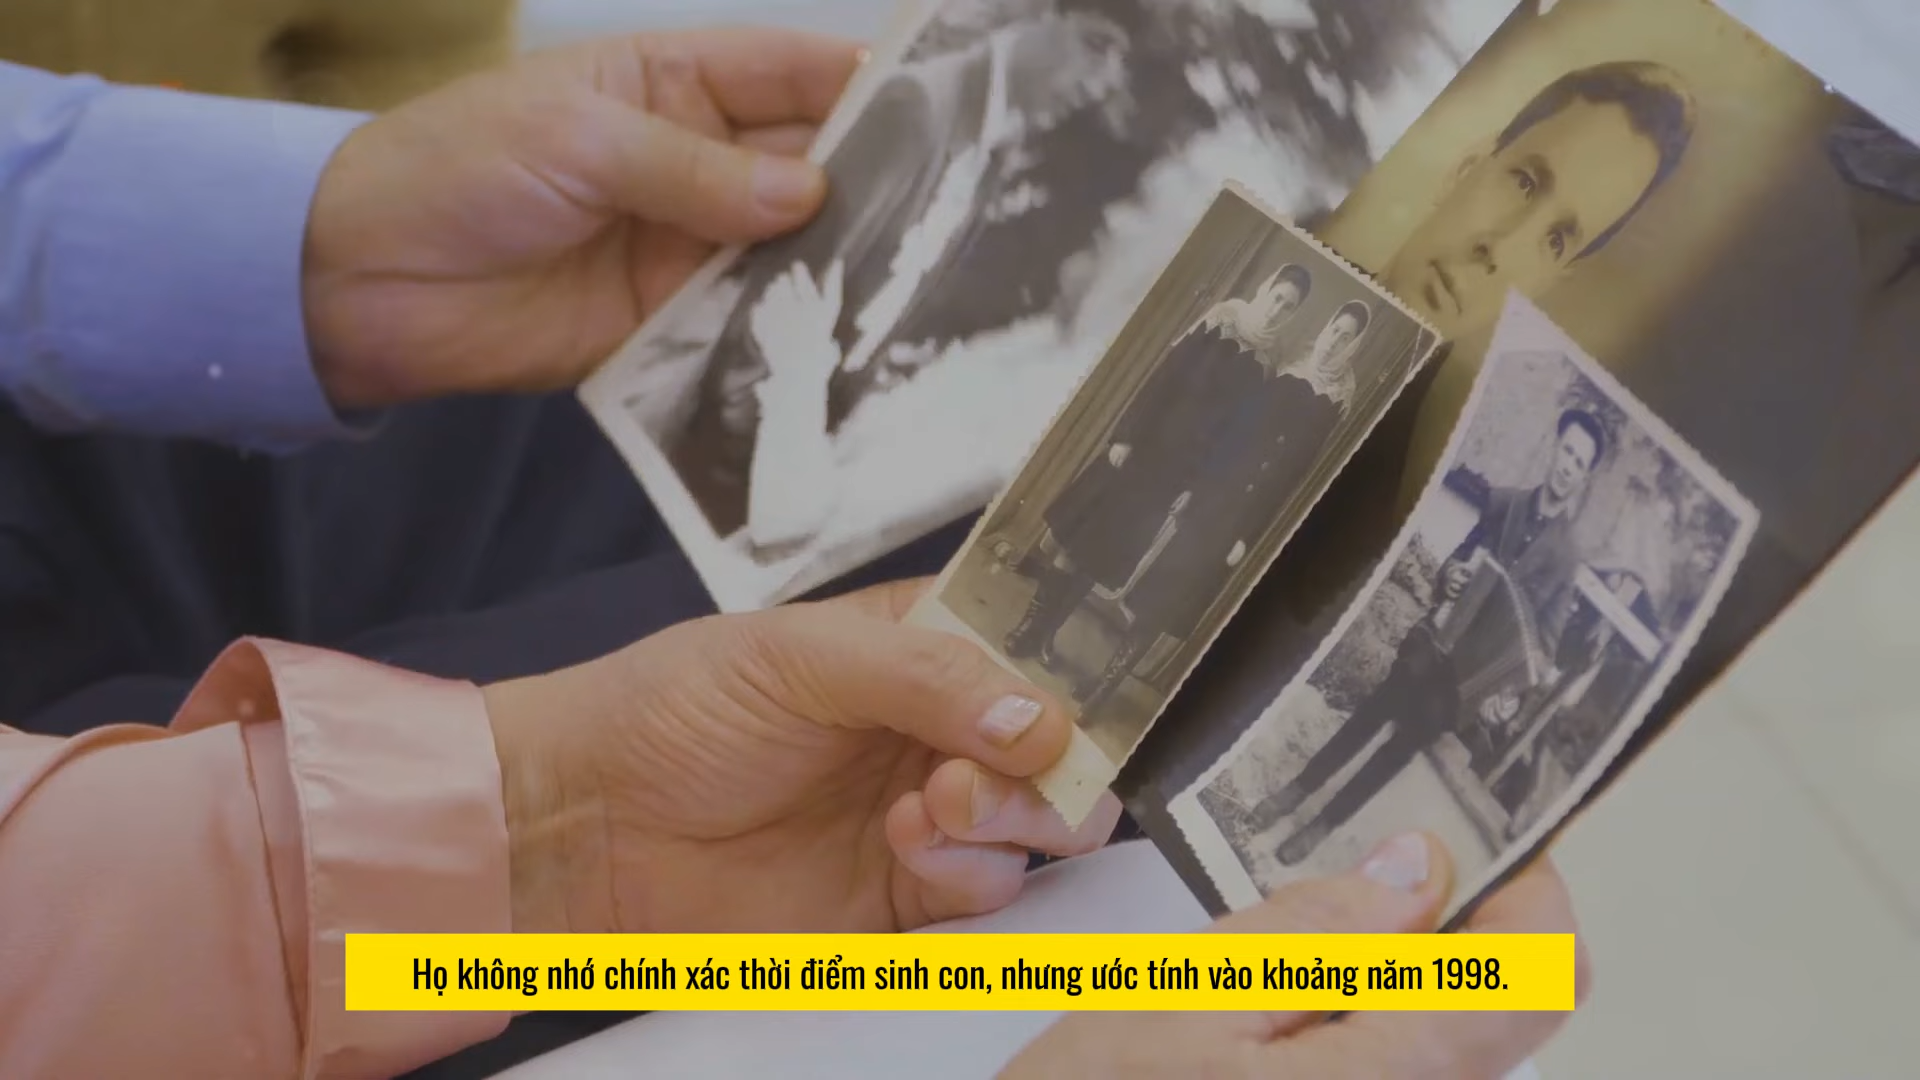 Họ không nhớ chính xác thời điểm sinh con, nhưng ước tính vào khoảng năm 1998.